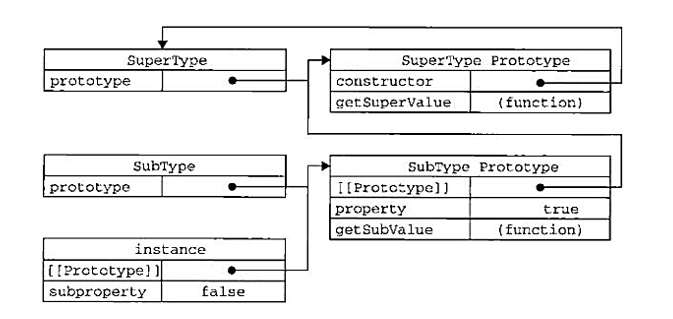 SuperType
prototype
SuperType Prototype
constructor
getSuperValue (function)
SubType
prototype
SubType Prototype
[[Prototype]]
property true
getSubValue (function)
instance
[[Prototype]]
subproperty false